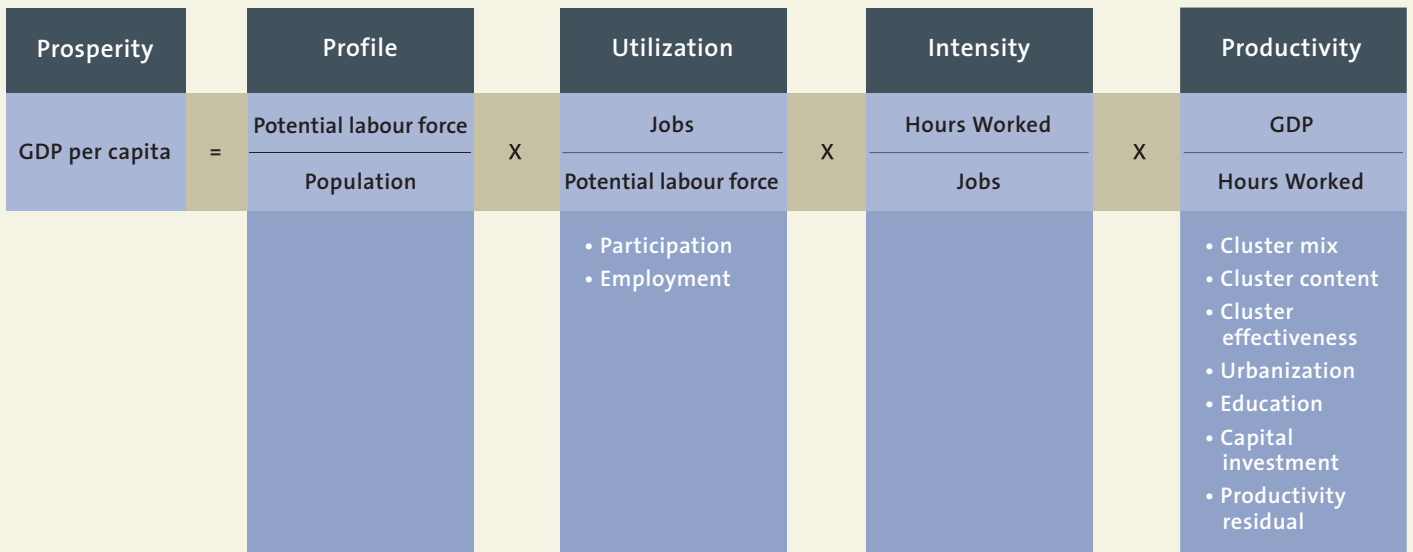 Prosperity
Profile
Utilization
Intensity
Productivity
GDP per capita
=
Potential labour force
Population
X
Jobs
Potential labour force
X
Hours Worked
Jobs
X
GDP
Hours Worked
• Participation
• Employment
• Cluster mix
• Cluster content
• Cluster
effectiveness
• Urbanization
• Education
• Capital
investment
• Productivity
residual